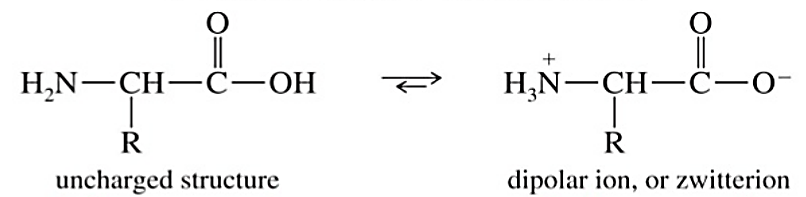 O O
H₂N—CH—C—OH ⇌ H₃N⁺—CH—C—O⁻
R R
uncharged structure dipolar ion, or zwitterion